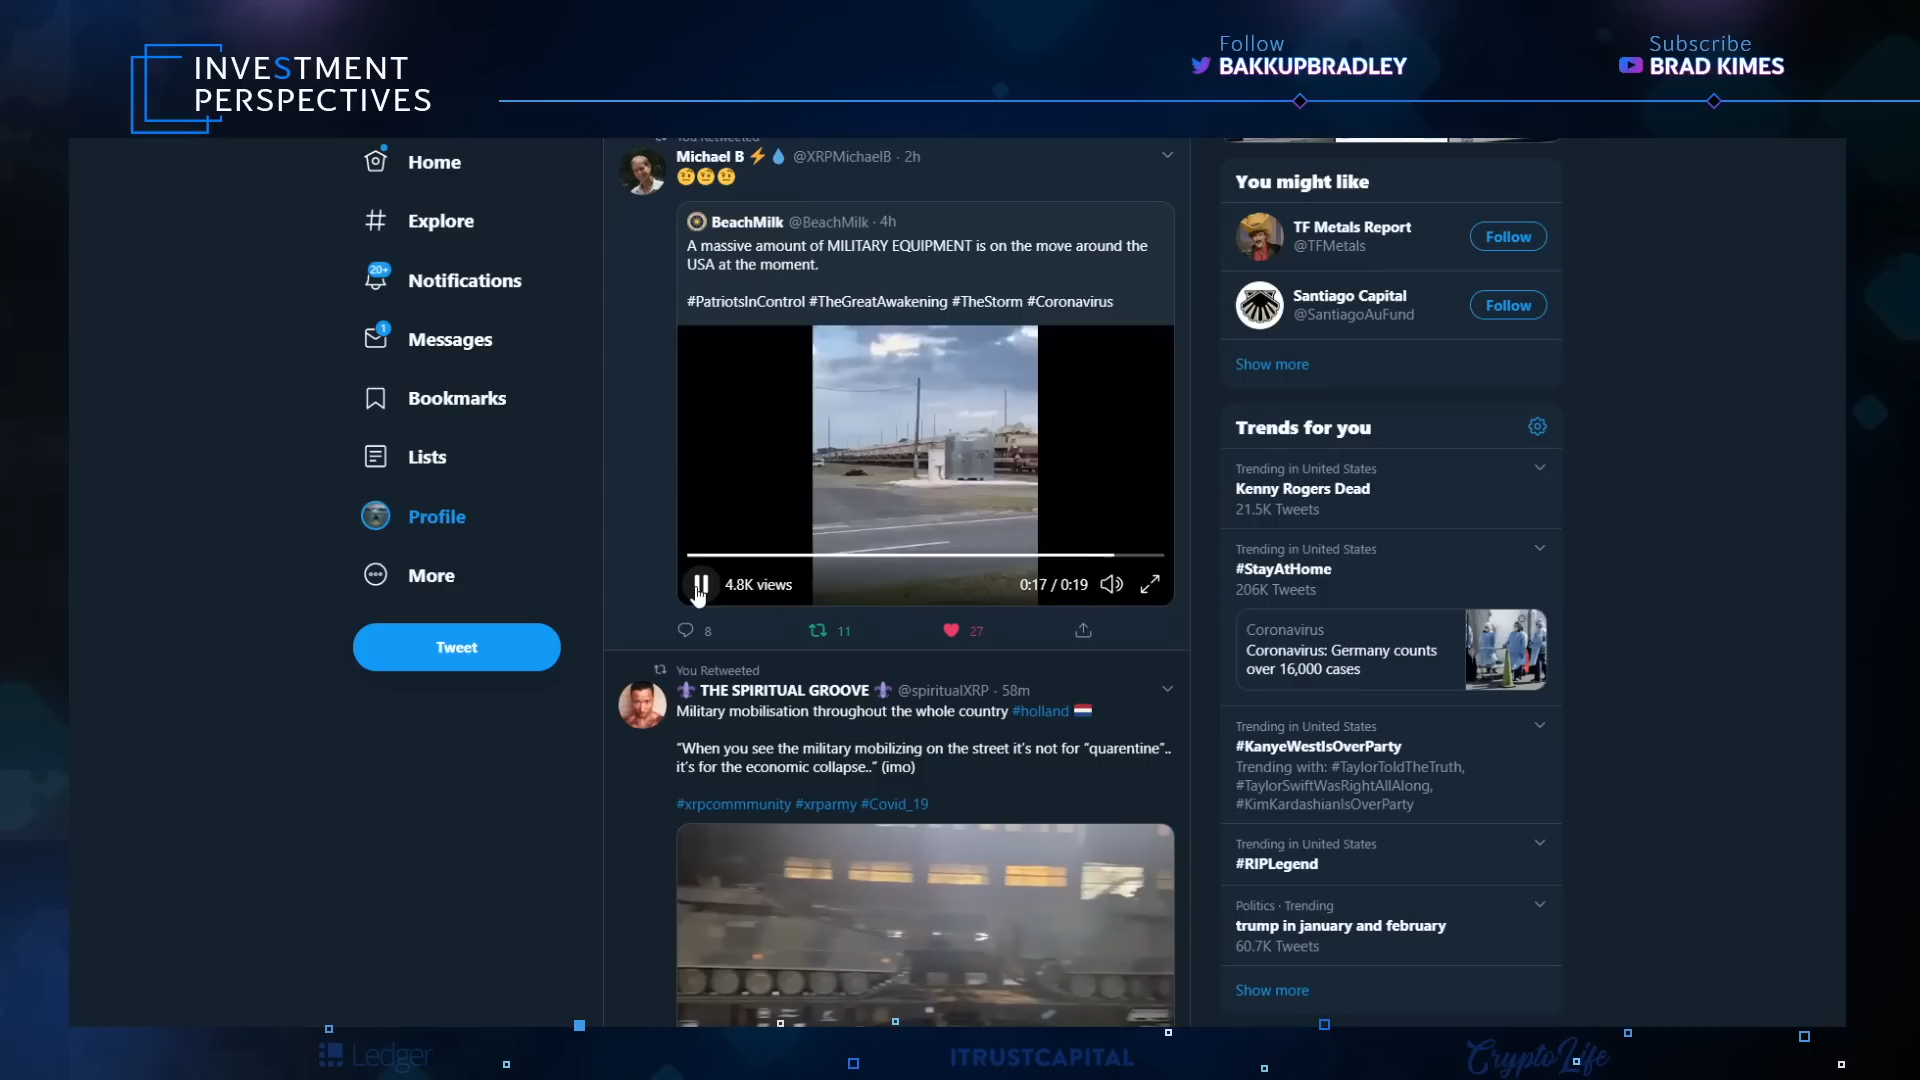 INVESTMENT
PERSPECTIVES
Follow
BAKKUPBRADLEY
Subscribe
BRAD KIMES
Home
Explore
20+
Notifications
1
Messages
Bookmarks
Lists
Profile
More
Tweet
You Retweeted
Michael B @XRPMichaelB · 2h
BeachMilk @BeachMilk · 4h
A massive amount of MILITARY EQUIPMENT is on the move around the
USA at the moment.
#PatriotsInControl #TheGreatAwakening #TheStorm #Coronavirus
4.8K views
0:17 / 0:19
8
11
27
You Retweeted
THE SPIRITUAL GROOVE @spiritualXRP · 58m
Military mobilisation throughout the whole country #holland
“When you see the military mobilizing on the street it’s not for “quarentine”..
it’s for the economic collapse..” (imo)
#xrpcommmunity #xrparmy #Covid_19
You might like
TF Metals Report
@TFMetals
Follow
Santiago Capital
@SantiagoAuFund
Follow
Show more
Trends for you
Trending in United States
Kenny Rogers Dead
21.5K Tweets
Trending in United States
#StayAtHome
206K Tweets
Coronavirus
Coronavirus: Germany counts
over 16,000 cases
Trending in United States
#KanyeWestIsOverParty
Trending with: #TaylorToldTheTruth,
#TaylorSwiftWasRightAllAlong,
#KimKardashianIsOverParty
Trending in United States
#RIPLegend
Politics · Trending
trump in january and february
60.7K Tweets
Show more
Ledger
ITRUSTCAPITAL
CryptoLife